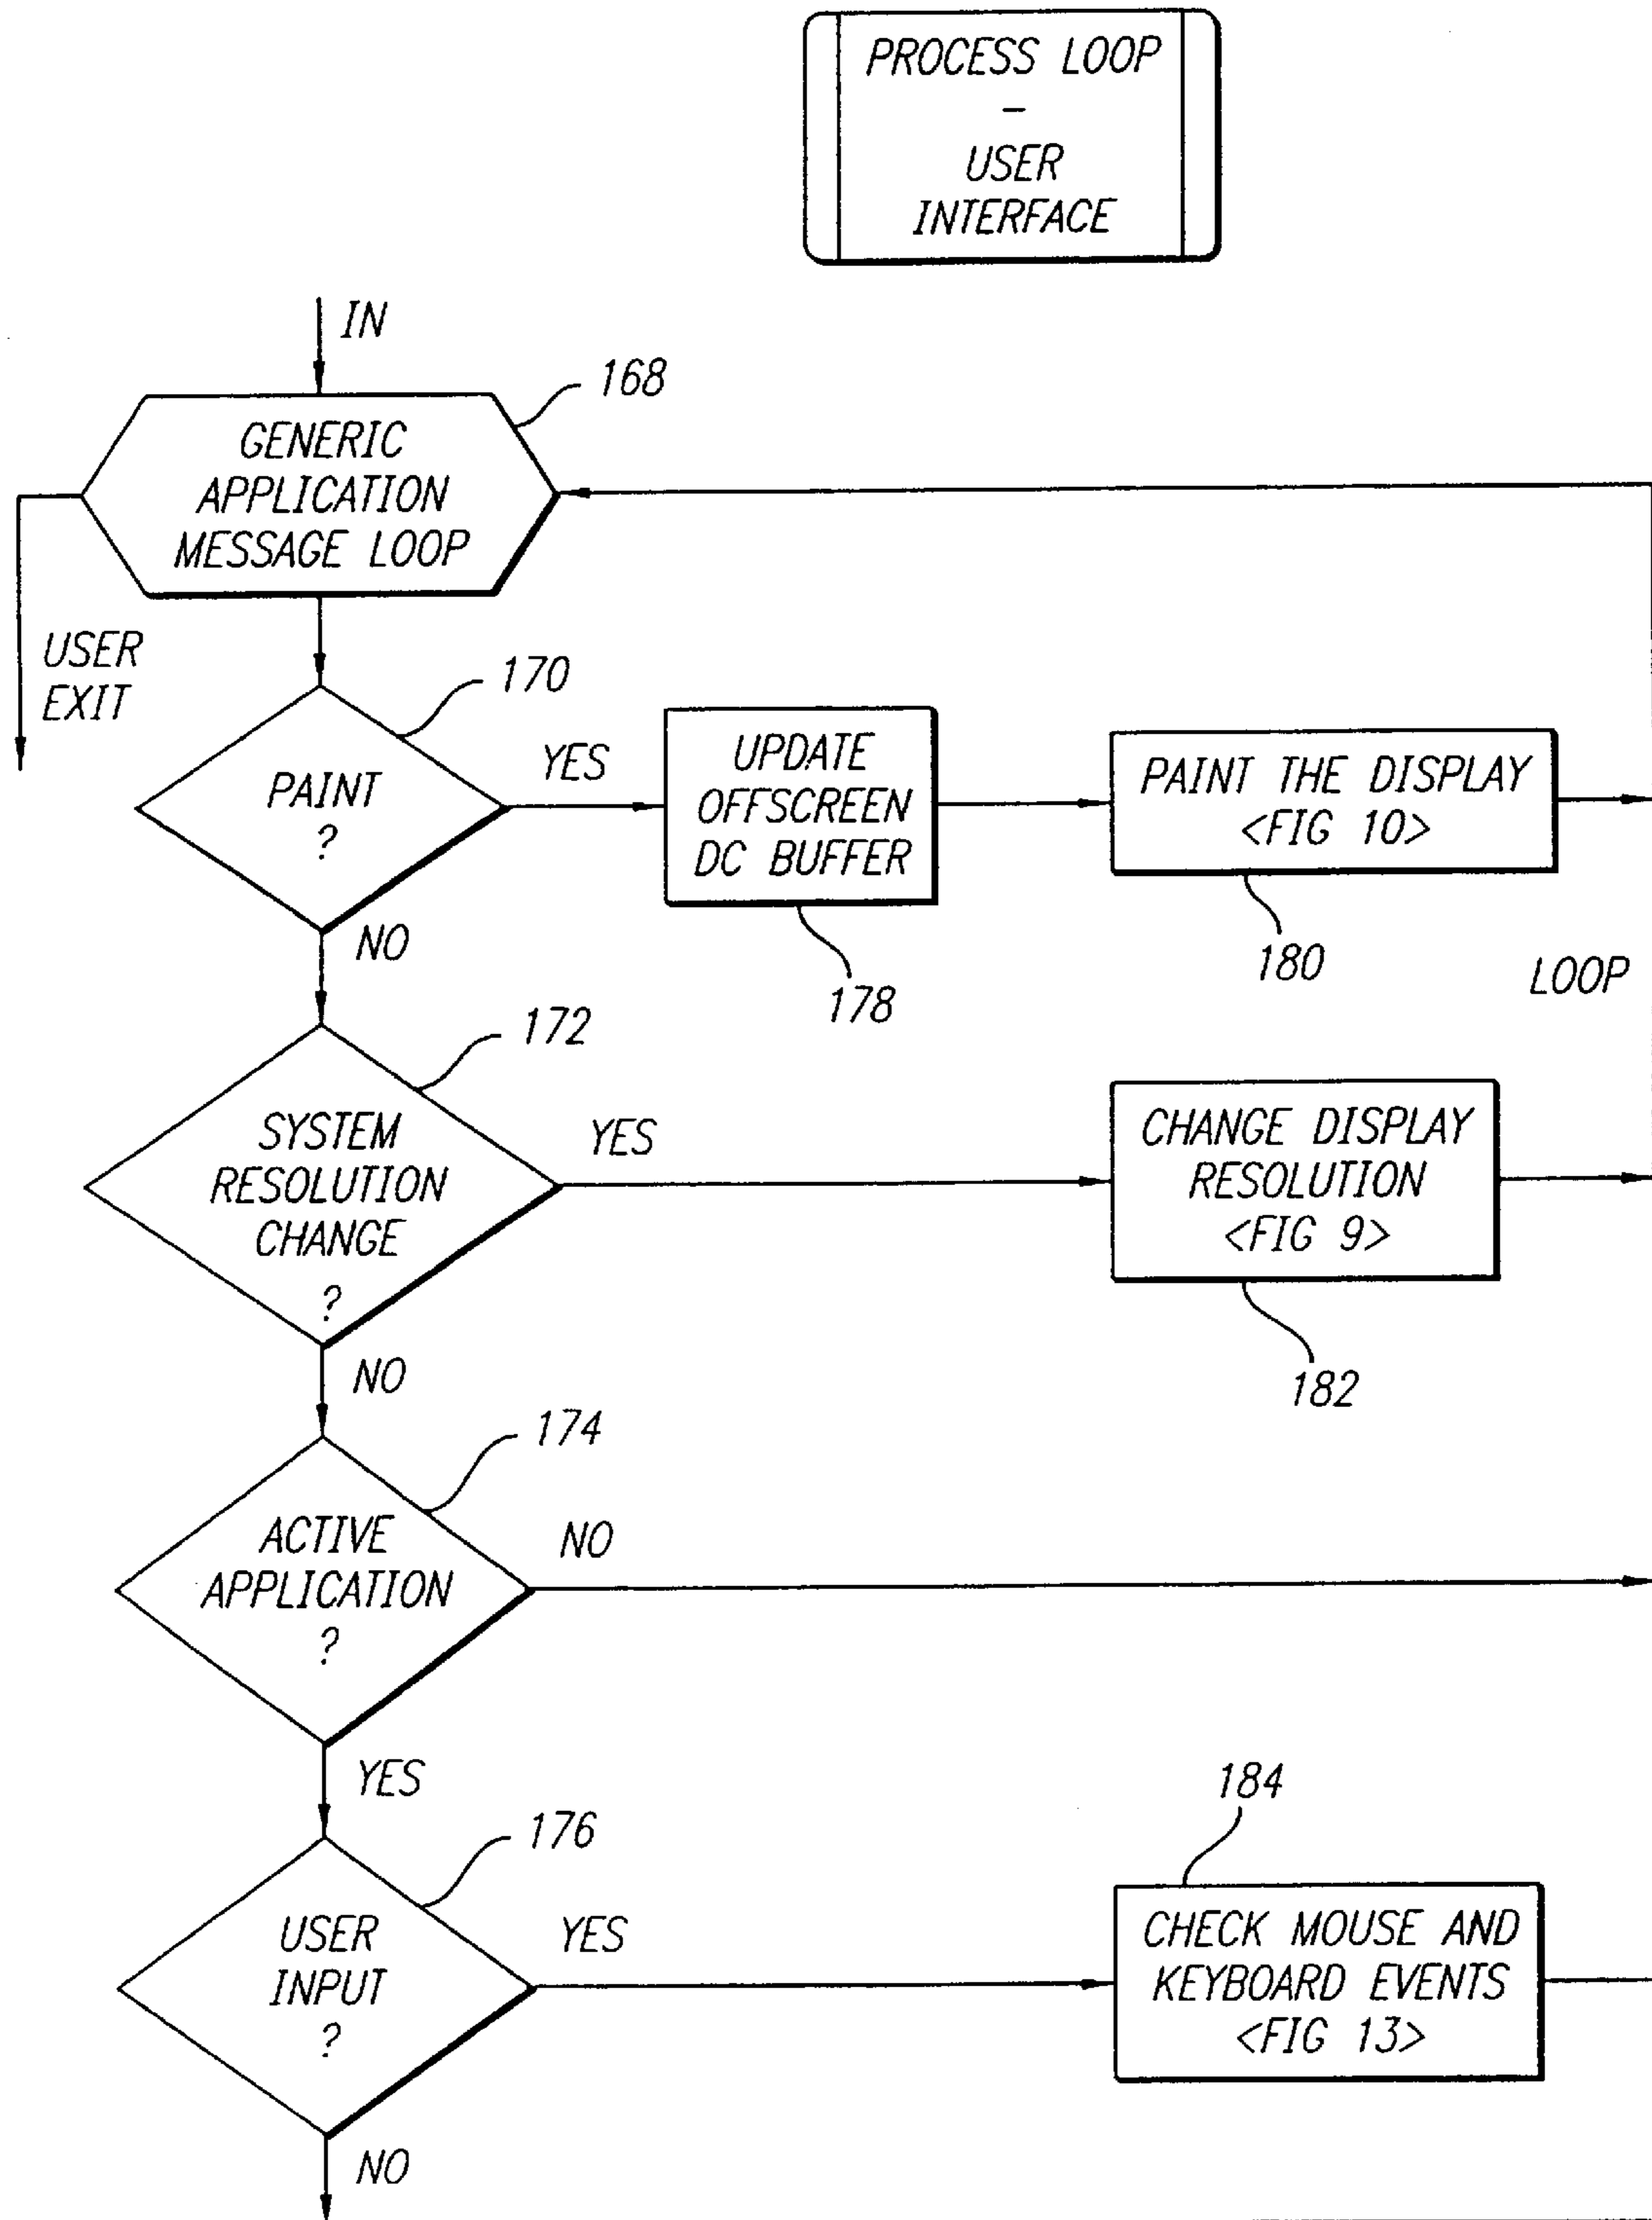 PROCESS LOOP
-
USER
INTERFACE
IN
168
GENERIC
APPLICATION
MESSAGE LOOP
USER
EXIT
170
PAINT
?
YES
UPDATE
OFFSCREEN
DC BUFFER
178
PAINT THE DISPLAY
<FIG 10>
180
LOOP
NO
172
SYSTEM
RESOLUTION
CHANGE
?
YES
CHANGE DISPLAY
RESOLUTION
<FIG 9>
182
NO
174
ACTIVE
APPLICATION
?
NO
YES
176
USER
INPUT
?
YES
184
CHECK MOUSE AND
KEYBOARD EVENTS
<FIG 13>
NO